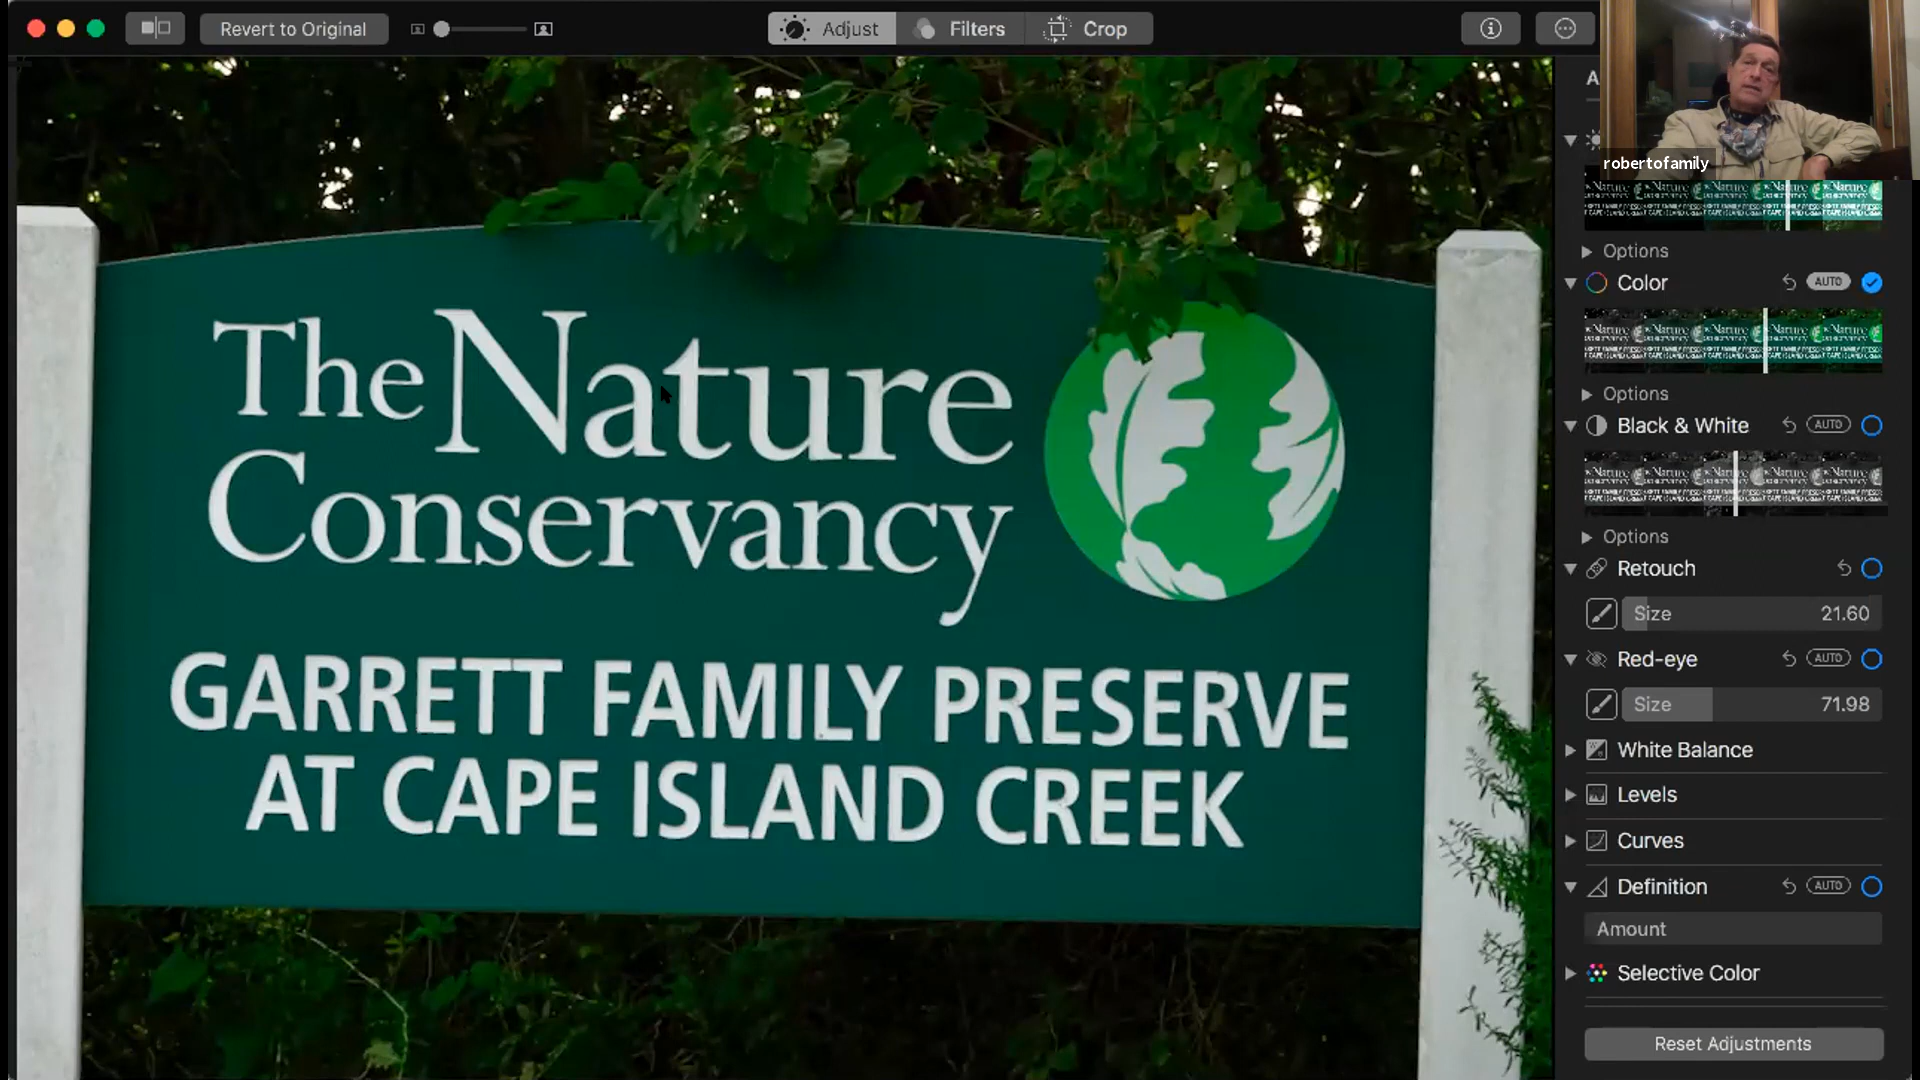 Revert to Original
Adjust
Filters
Crop
robertofamily
Options
Color
AUTO
Options
Black & White
AUTO
Options
Retouch
Size 21.60
Red-eye
AUTO
Size 71.98
White Balance
Levels
Curves
Definition
AUTO
Amount
Selective Color
Reset Adjustments
The Nature
Conservancy
GARRETT FAMILY PRESERVE
AT CAPE ISLAND CREEK